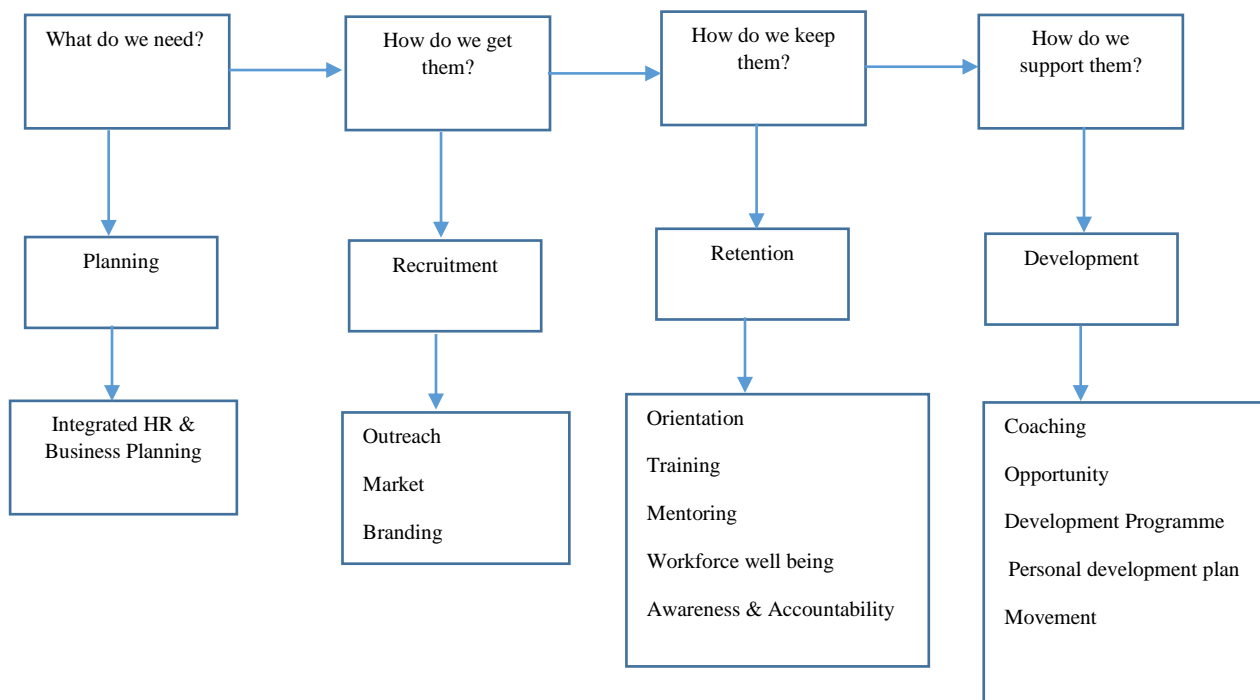 What do we need?
How do we get
them?
How do we keep
them?
How do we
support them?
Planning
Recruitment
Retention
Development
Integrated HR &
Business Planning
Outreach
Market
Branding
Orientation
Training
Mentoring
Workforce well being
Awareness & Accountability
Coaching
Opportunity
Development Programme
Personal development plan
Movement